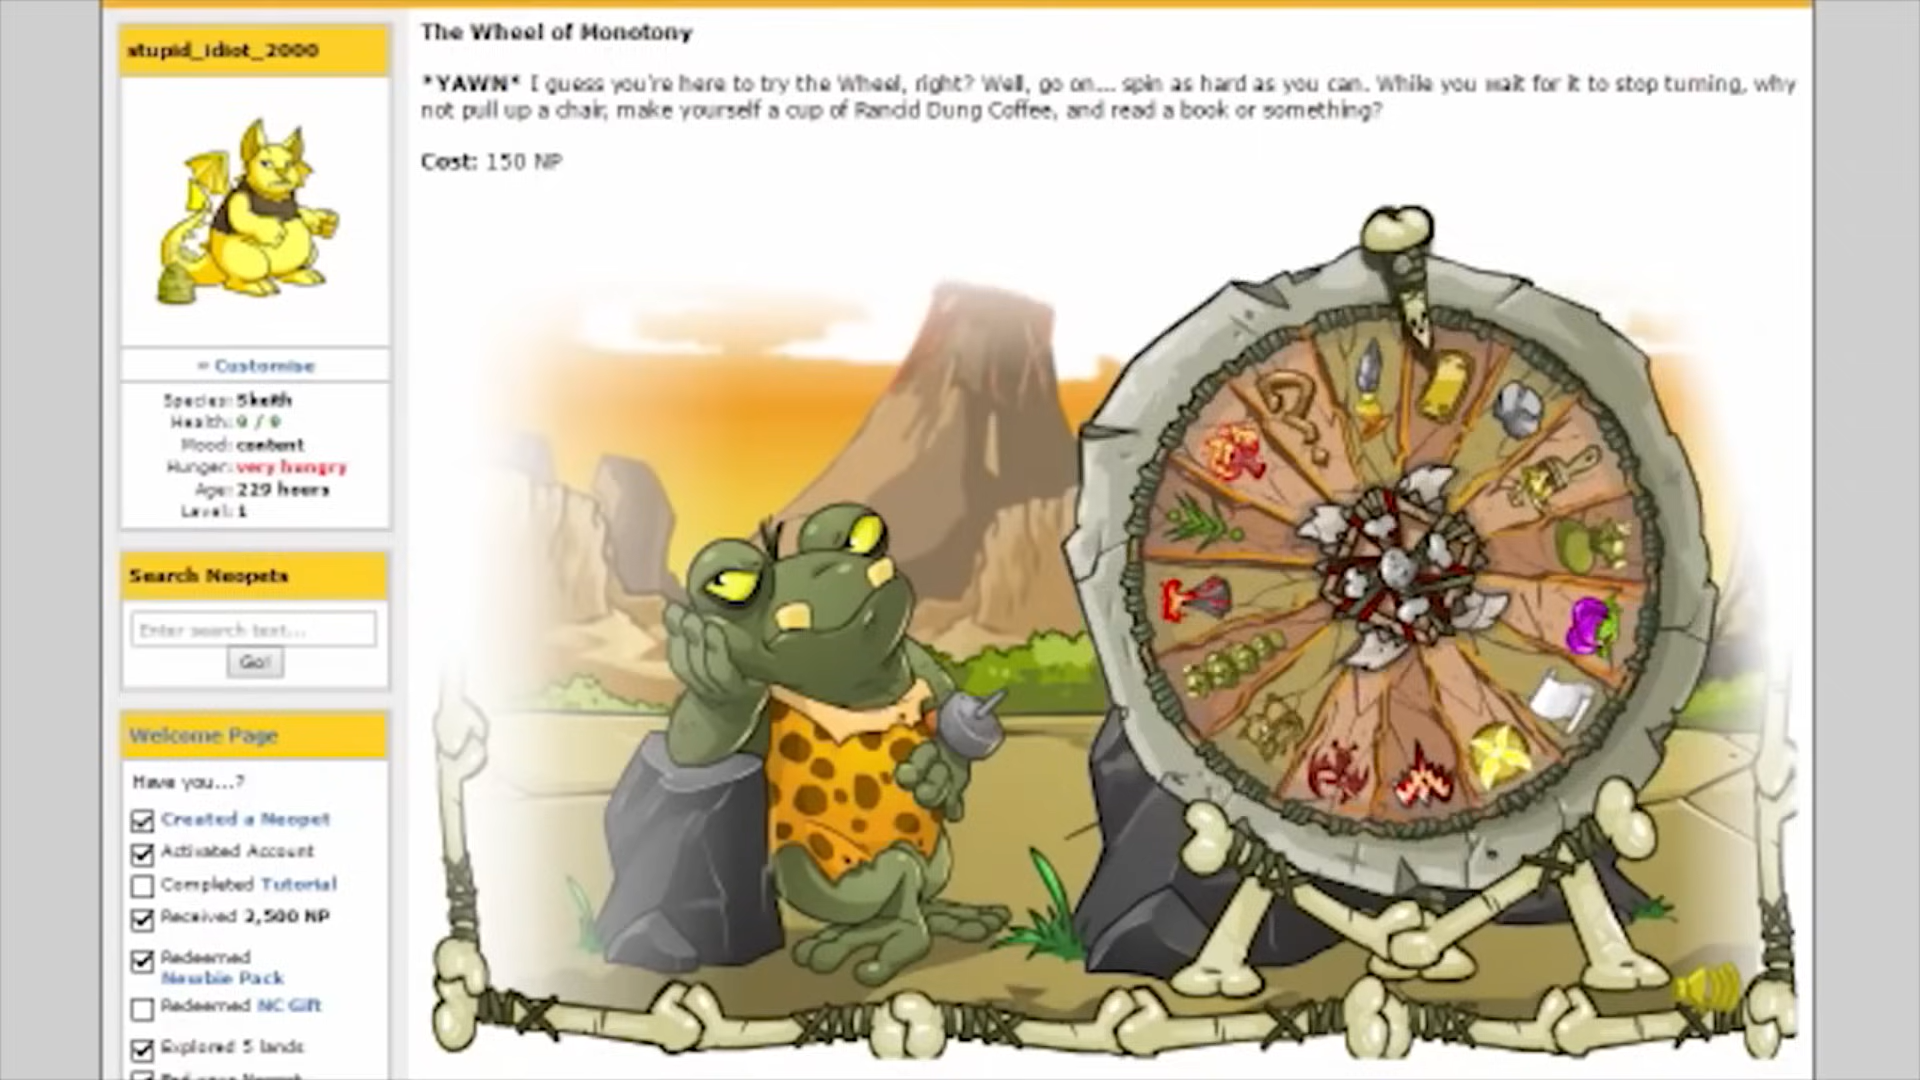 stupid_idiot_2000
» Customise
Species: Skeith
Health: 9 / 9
Mood: content
Hunger: very hungry
Age: 229 hours
Level: 1
Search Neopets
Enter search text...
Go!
Welcome Page
Have you...?
Created a Neopet
Activated Account
Completed Tutorial
Received 3,500 NP
Redeemed
Newbie Pack
Redeemed NC Gift
Explored 5 lands
The Wheel of Monotony
*YAWN* I guess you're here to try the Wheel, right? Well, go on... spin as hard as you can. While you wait for it to stop turning, why
not pull up a chair, make yourself a cup of Rancid Dung Coffee, and read a book or something?
Cost: 150 NP